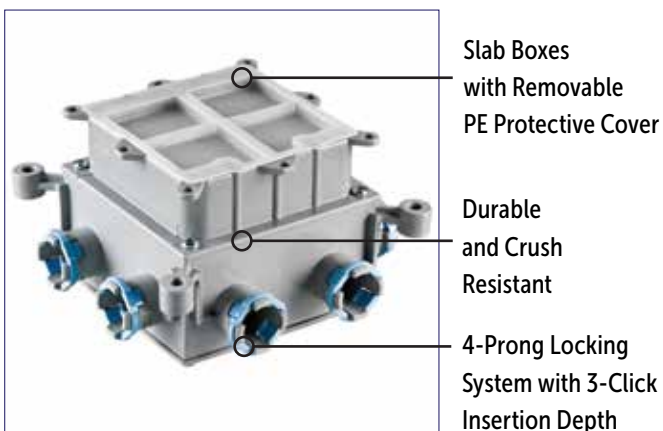 Slab Boxes
with Removable
PE Protective Cover
Durable
and Crush
Resistant
4-Prong Locking
System with 3-Click
Insertion Depth